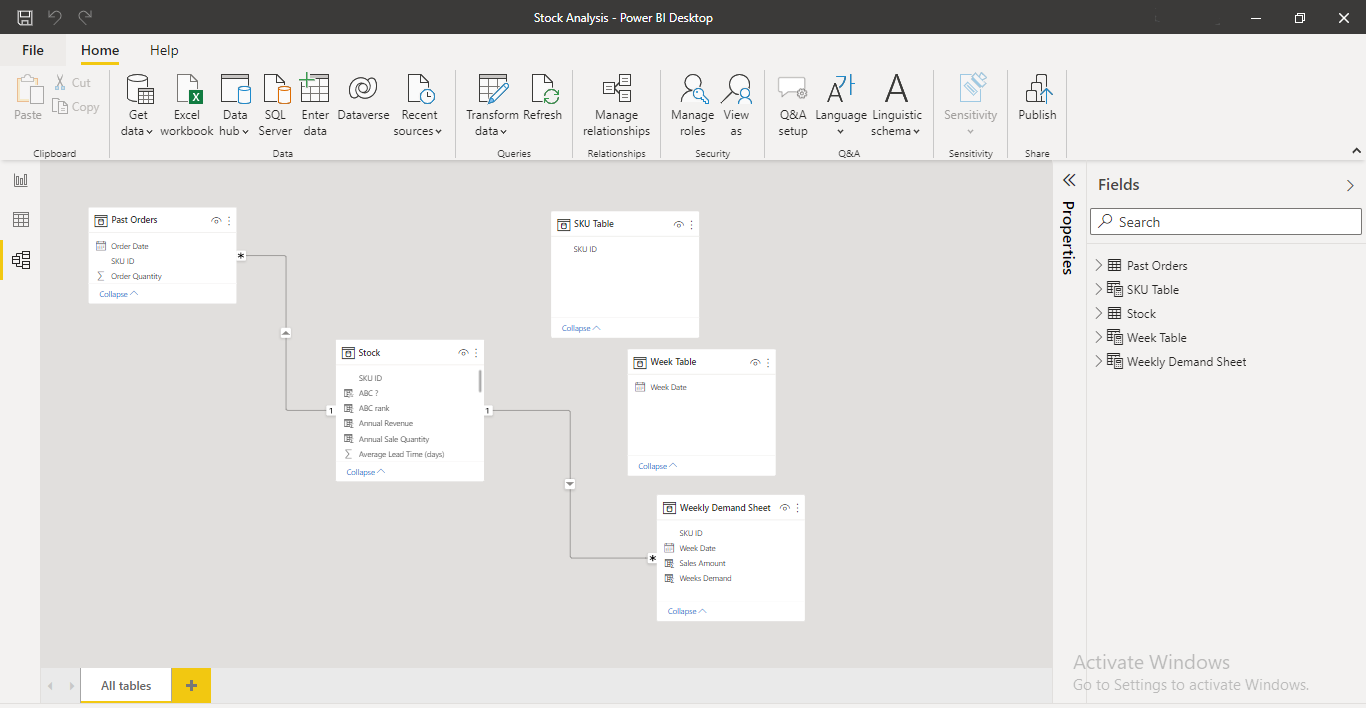 Stock Analysis - Power BI Desktop
File Home Help
Paste
Cut
Copy
Clipboard
Get data
Excel workbook
Data hub
SQL Server
Enter data
Dataverse
Recent sources
Data
Transform data
Refresh
Queries
Manage relationships
Relationships
Manage roles
View as
Security
Q&A setup
Language
Linguistic schema
Q&A
Sensitivity
Sensitivity
Publish
Share
Past Orders
Order Date
SKU ID
Order Quantity
Collapse
*
1
Stock
SKU ID
ABC ?
ABC rank
Annual Revenue
Annual Sale Quantity
Average Lead Time (days)
Collapse
1
*
SKU Table
SKU ID
Collapse
Week Table
Week Date
Collapse
Weekly Demand Sheet
SKU ID
Week Date
Sales Amount
Weeks Demand
Collapse
Properties
Fields
Search
Past Orders
SKU Table
Stock
Week Table
Weekly Demand Sheet
Activate Windows
Go to Settings to activate Windows.
All tables